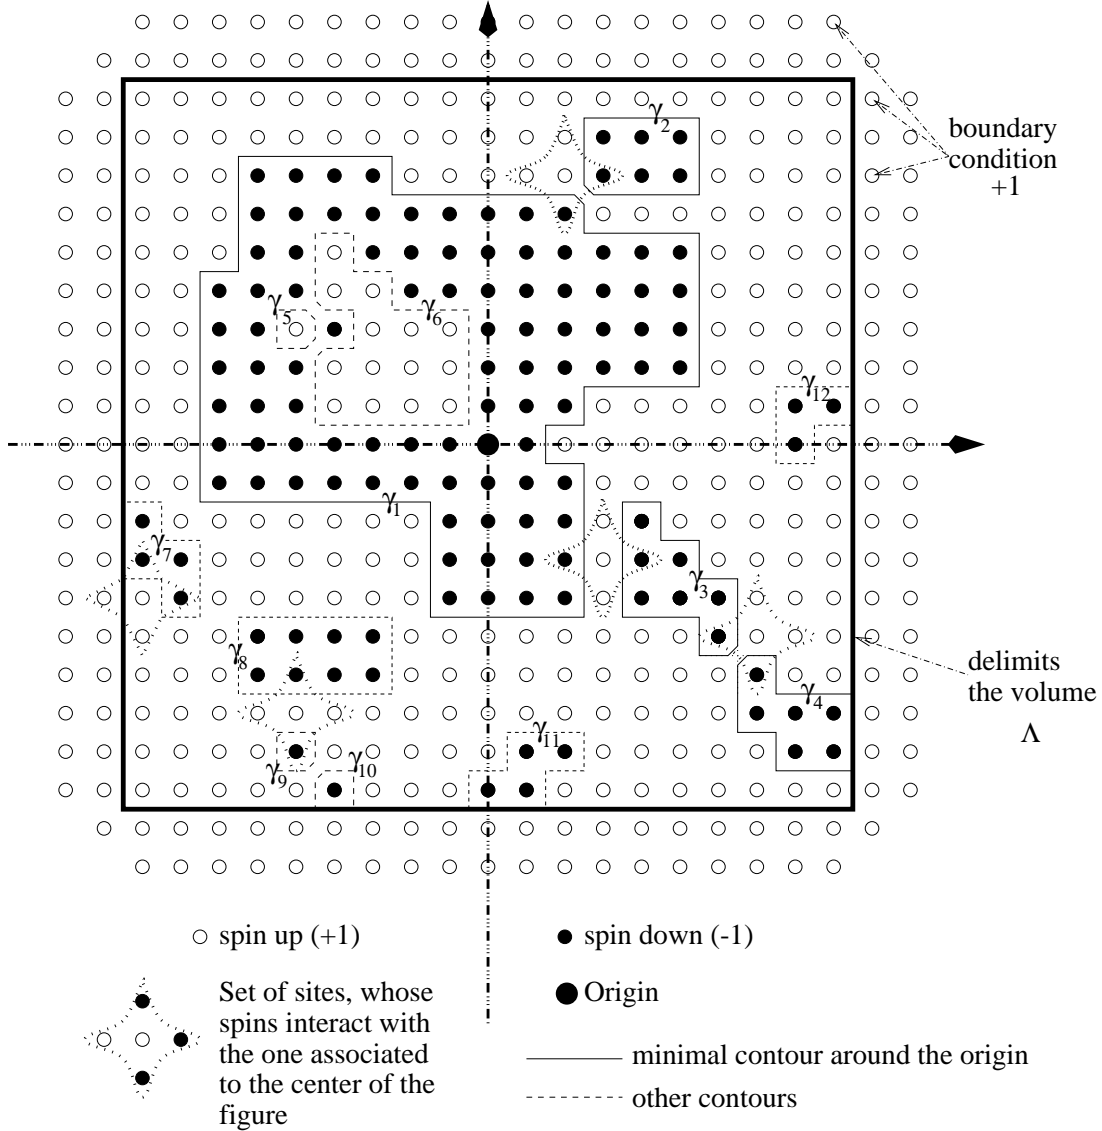 γ2
boundary
condition
+1
γ5
γ6
γ12
γ1
γ7
γ3
γ8
delimits
the volume
Λ
γ4
γ11
γ9
γ10
spin up (+1)
spin down (-1)
Set of sites, whose
spins interact with
the one associated
to the center of the
figure
Origin
minimal contour around the origin
other contours